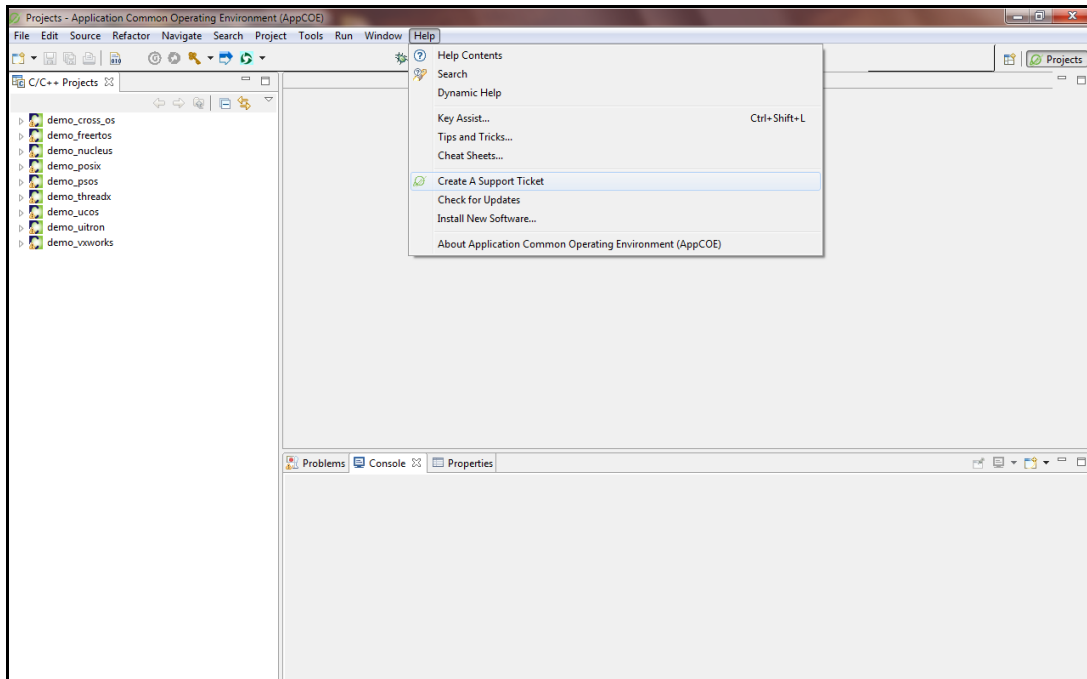 Projects - Application Common Operating Environment (AppCOE)
File Edit Source Refactor Navigate Search Project Tools Run Window Help
Projects
C/C++ Projects
demo_cross_os
demo_freertos
demo_nucleus
demo_posix
demo_psos
demo_threadx
demo_ucos
demo_uitron
demo_vxworks
Help Contents
Search
Dynamic Help
Key Assist... Ctrl+Shift+L
Tips and Tricks...
Cheat Sheets...
Create A Support Ticket
Check for Updates
Install New Software...
About Application Common Operating Environment (AppCOE)
Problems Console Properties